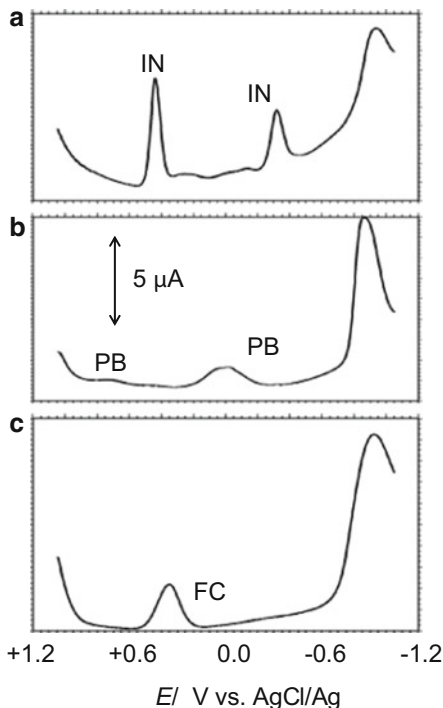 a
IN
IN
b
5 µA
PB
PB
c
FC
+1.2 +0.6 0.0 -0.6 -1.2
E/ V vs. AgCl/Ag